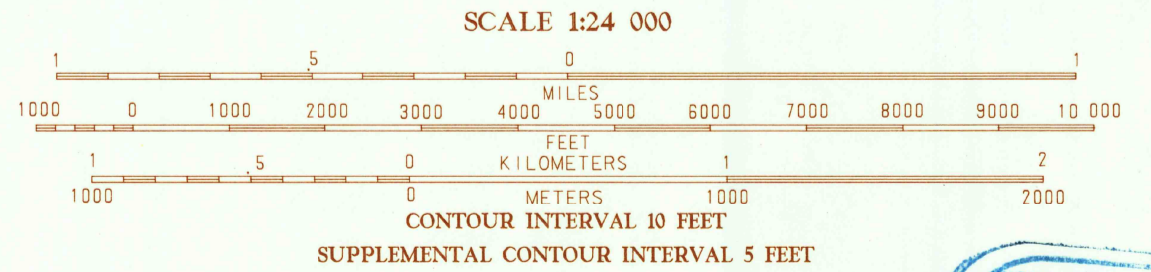 SCALE 1:24 000
1 .5 0 1
MILES
1000 0 1000 2000 3000 4000 5000 6000 7000 8000 9000 10 000
FEET
1 .5 0 KILOMETERS 1 2
1000 0 METERS 1000 2000
CONTOUR INTERVAL 10 FEET
SUPPLEMENTAL CONTOUR INTERVAL 5 FEET